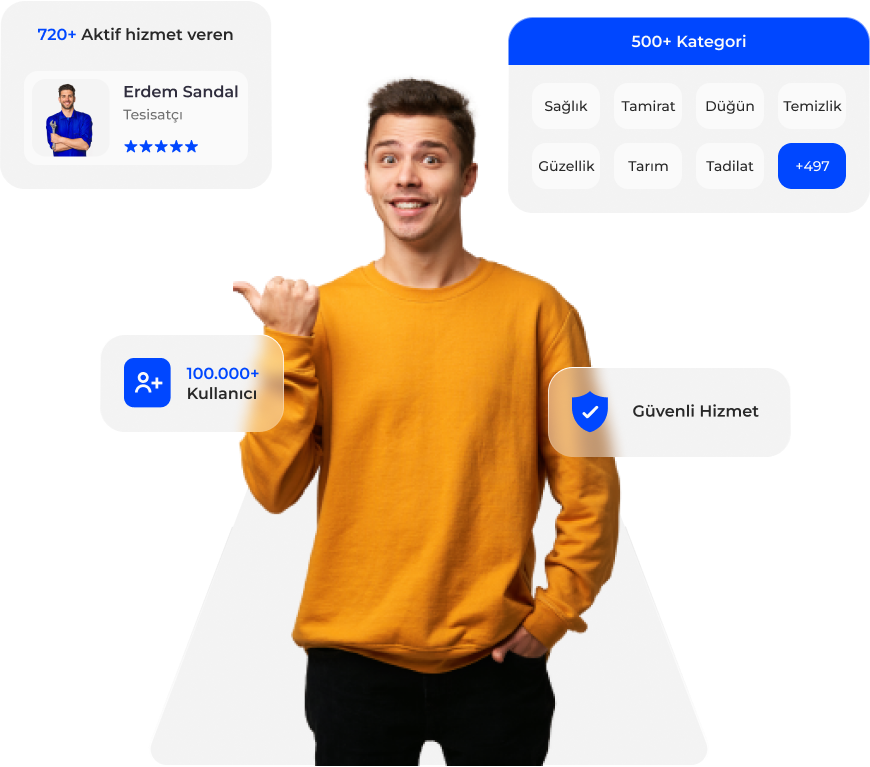 720+ Aktif hizmet veren
Erdem Sandal
Tesisatçı
500+ Kategori
Sağlık Tamirat Düğün Temizlik
Güzellik Tarım Tadilat +497
100.000+
Kullanıcı
Güvenli Hizmet